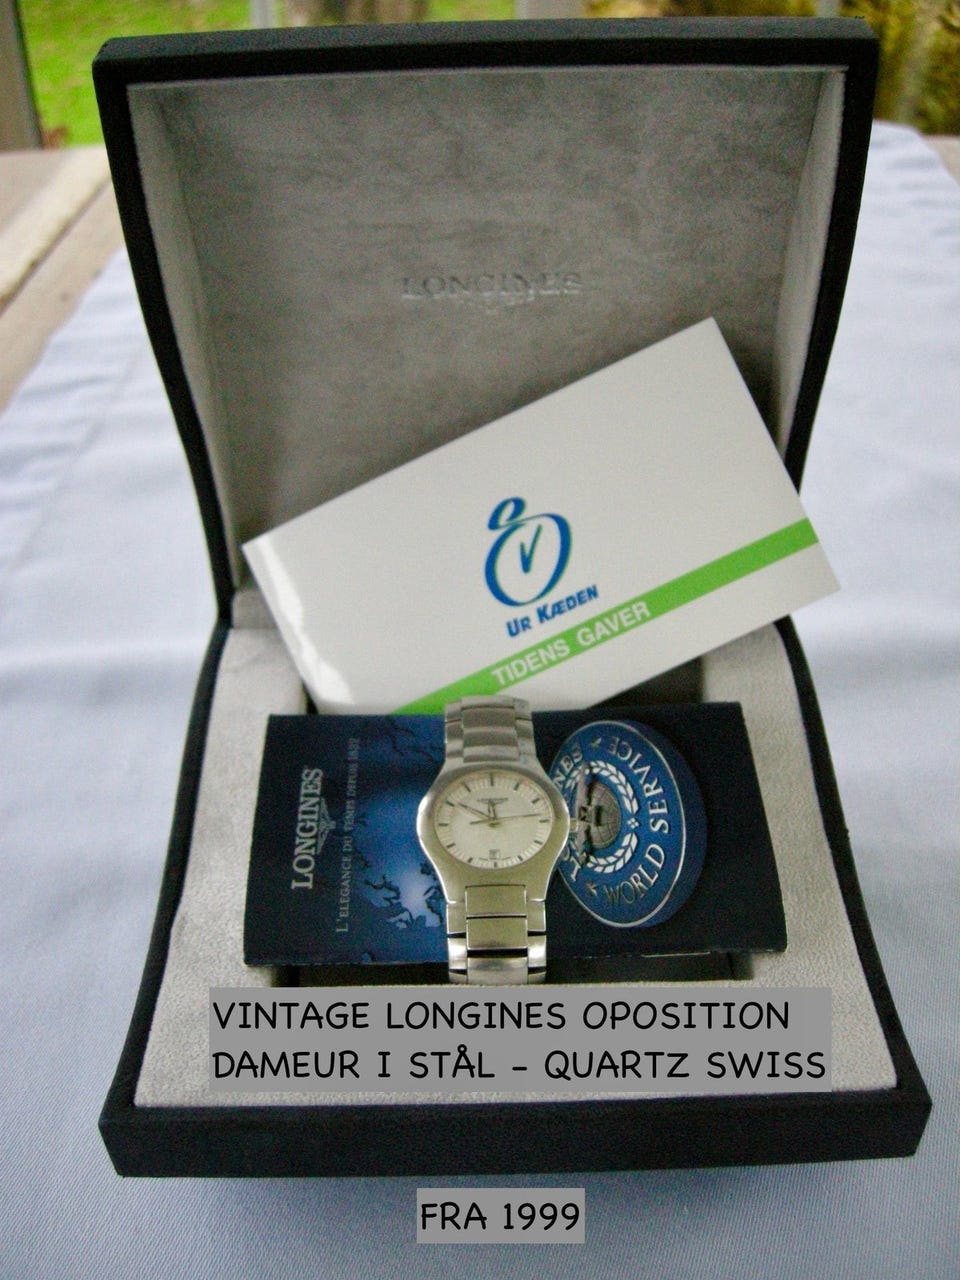 LONGINES
UR KÆDEN
TIDENS GAVER
LONGINES
L'ELEGANCE DU TEMPS DEPUIS 1832
LONGINES
WORLD SERVICE
VINTAGE LONGINES OPOSITION
DAMEUR I STÅL - QUARTZ SWISS
FRA 1999